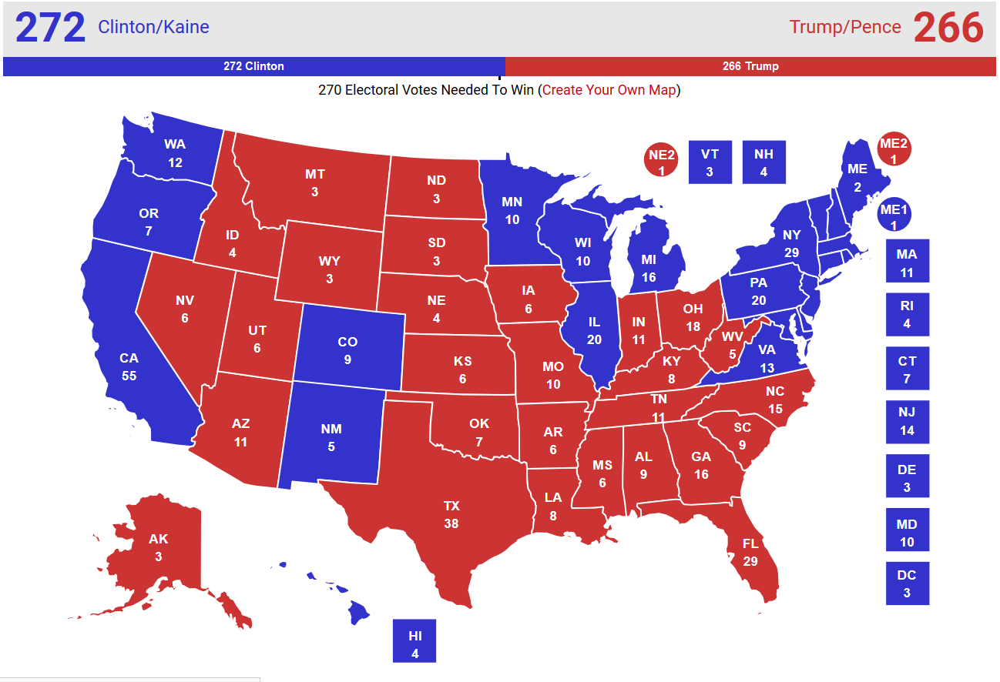 272 Clinton/Kaine
Trump/Pence 266
272 Clinton
266 Trump
270 Electoral Votes Needed To Win (Create Your Own Map)
WA
12
OR
7
CA
55
NV
6
ID
4
MT
3
WY
3
UT
6
AZ
11
CO
9
NM
5
ND
3
SD
3
NE
4
KS
6
OK
7
TX
38
MN
10
IA
6
MO
10
AR
6
LA
8
WI
10
IL
20
MI
16
IN
11
OH
18
KY
8
TN
11
MS
6
AL
9
GA
16
FL
29
SC
9
NC
15
VA
13
WV
5
PA
20
NY
29
ME
2
NE2
1
VT
3
NH
4
ME2
1
ME1
1
MA
11
RI
4
CT
7
NJ
14
DE
3
MD
10
DC
3
AK
3
HI
4